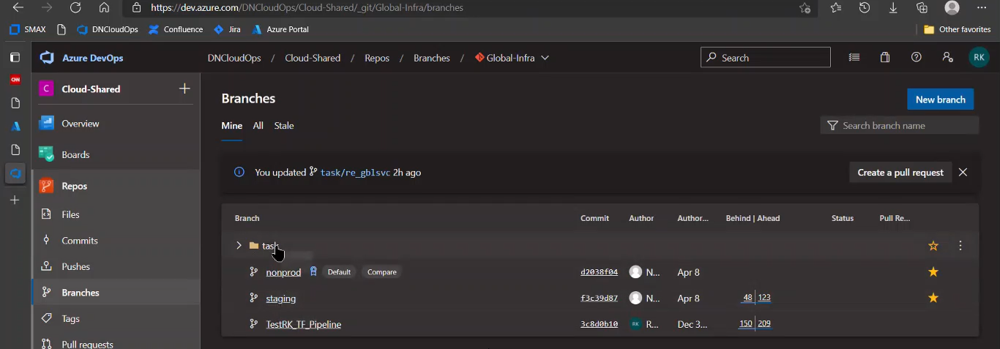 https://dev.azure.com/DNCloudOps/Cloud-Shared/_git/Global-Infra/branches
SMAX DNCloudOps Confluence Jira Azure Portal Other favorites
CNN
Azure DevOps DNCloudOps / Cloud-Shared / Repos / Branches / Global-Infra Search RK
C Cloud-Shared +
Overview
Boards
Repos
Files
Commits
Pushes
Branches
Tags
Pull requests
Branches New branch
Mine All Stale Search branch name
You updated task/re_gblsvc 2h ago Create a pull request
Branch Commit Author Author... Behind | Ahead Status Pull Re...
task
nonprod Default Compare d2038f04 N... Apr 8
staging f3c39d87 N... Apr 8 48 | 123
TestRK_TF_Pipeline 3c8d0b10 RK R... Dec 3... 150 | 209